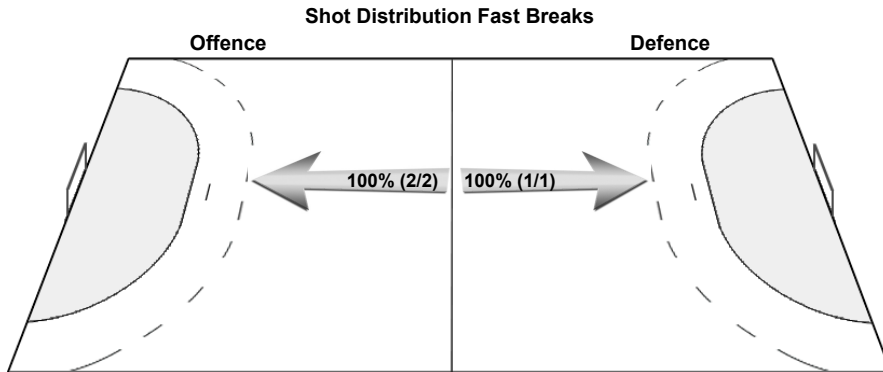 Shot Distribution Fast Breaks
Offence
Defence
100% (2/2)
100% (1/1)